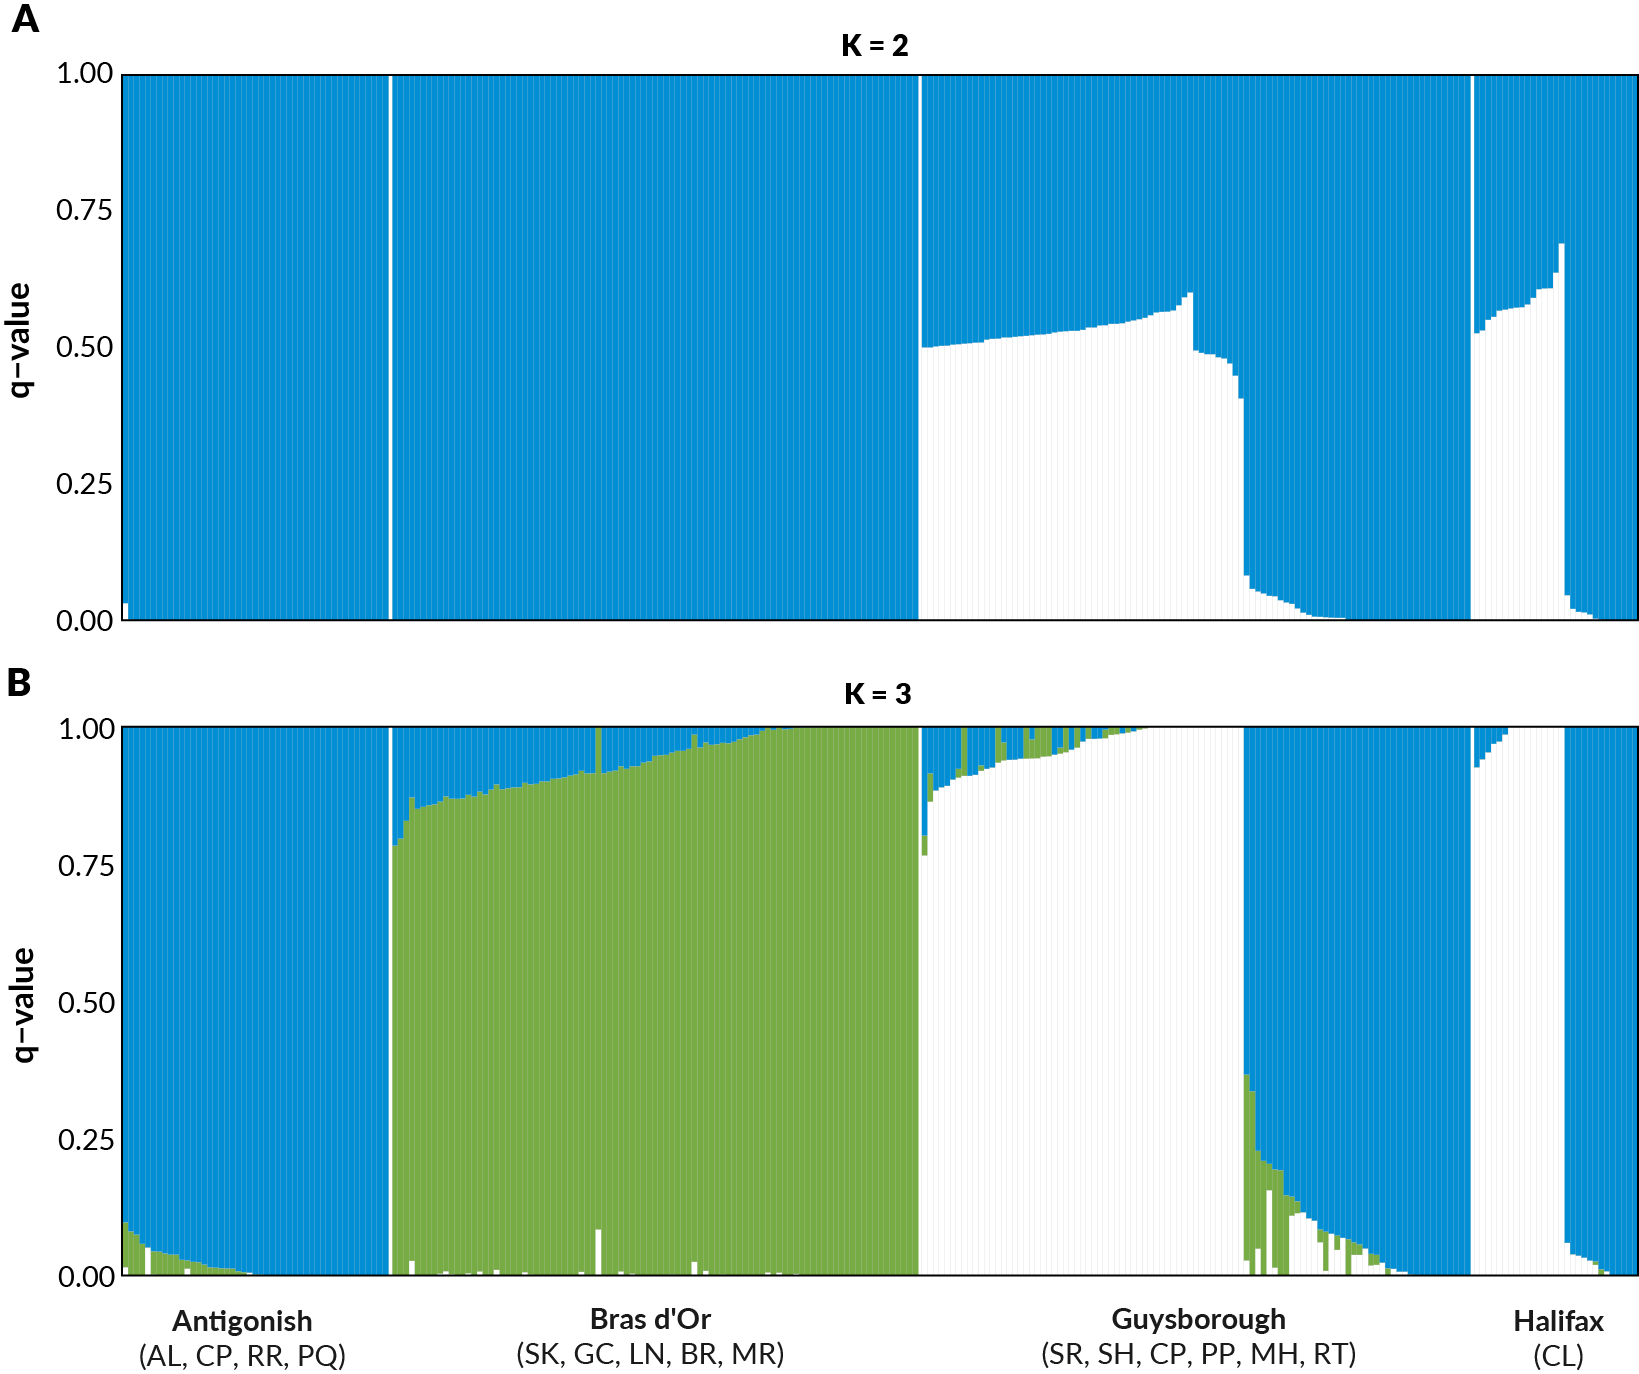 A
K = 2
1.00
0.75
0.50
0.25
0.00
q−value
B
K = 3
1.00
0.75
0.50
0.25
0.00
q−value
Antigonish
(AL, CP, RR, PQ)
Bras d'Or
(SK, GC, LN, BR, MR)
Guysborough
(SR, SH, CP, PP, MH, RT)
Halifax
(CL)